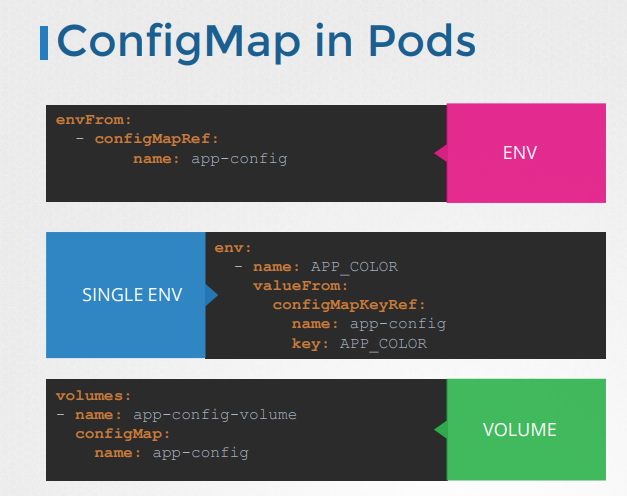 ConfigMap in Pods
envFrom:
  - configMapRef:
        name: app-config
ENV
SINGLE ENV
env:
  - name: APP_COLOR
    valueFrom:
      configMapKeyRef:
        name: app-config
        key: APP_COLOR
volumes:
- name: app-config-volume
  configMap:
    name: app-config
VOLUME